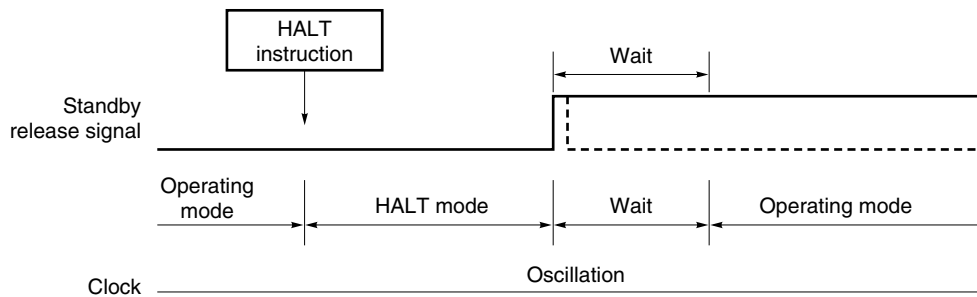 HALT
instruction
Wait
Standby
release signal
Operating
mode
HALT mode
Wait
Operating mode
Clock
Oscillation